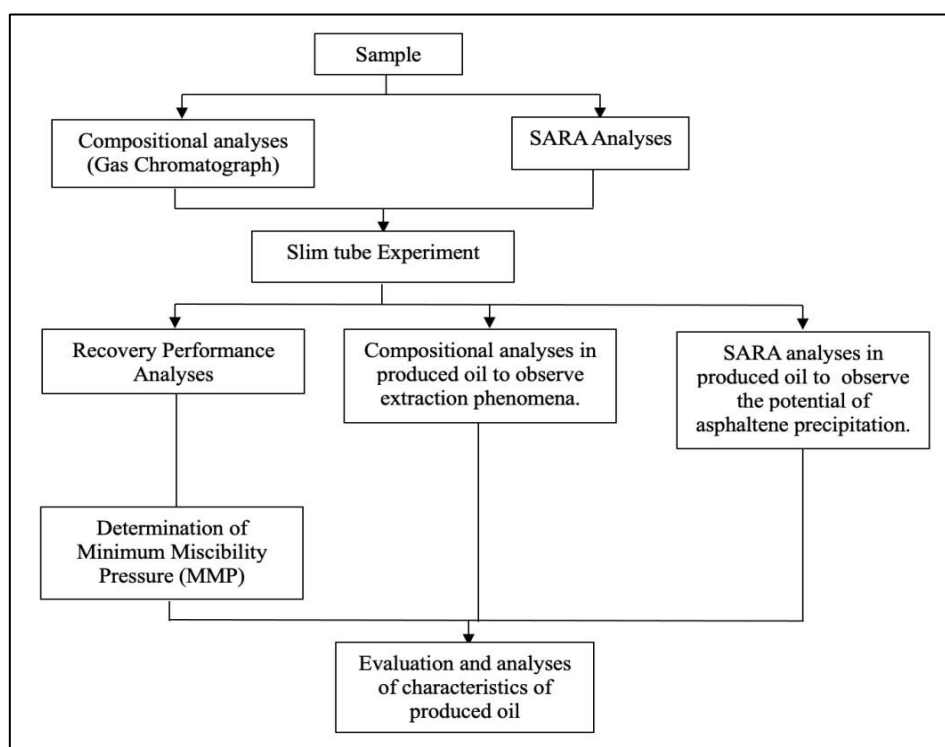 Sample
Compositional analyses
(Gas Chromatograph)
SARA Analyses
Slim tube Experiment
Recovery Performance
Analyses
Compositional analyses in
produced oil to observe
extraction phenomena.
SARA analyses in
produced oil to observe
the potential of
asphaltene precipitation.
Determination of
Minimum Miscibility
Pressure (MMP)
Evaluation and analyses
of characteristics of
produced oil